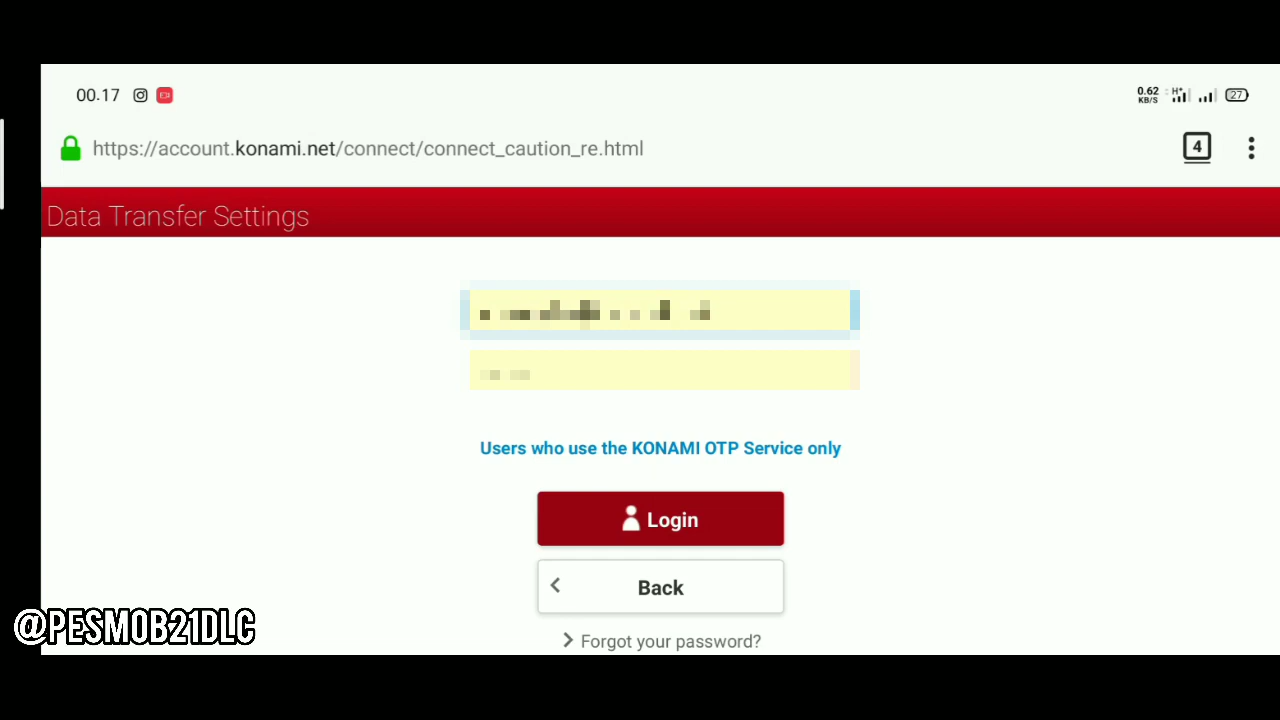 00.17
0.62 KB/S H+ 27
https://account.konami.net/connect/connect_caution_re.html
4
Data Transfer Settings
Users who use the KONAMI OTP Service only
Login
Back
@PESMOB21DLC
Forgot your password?